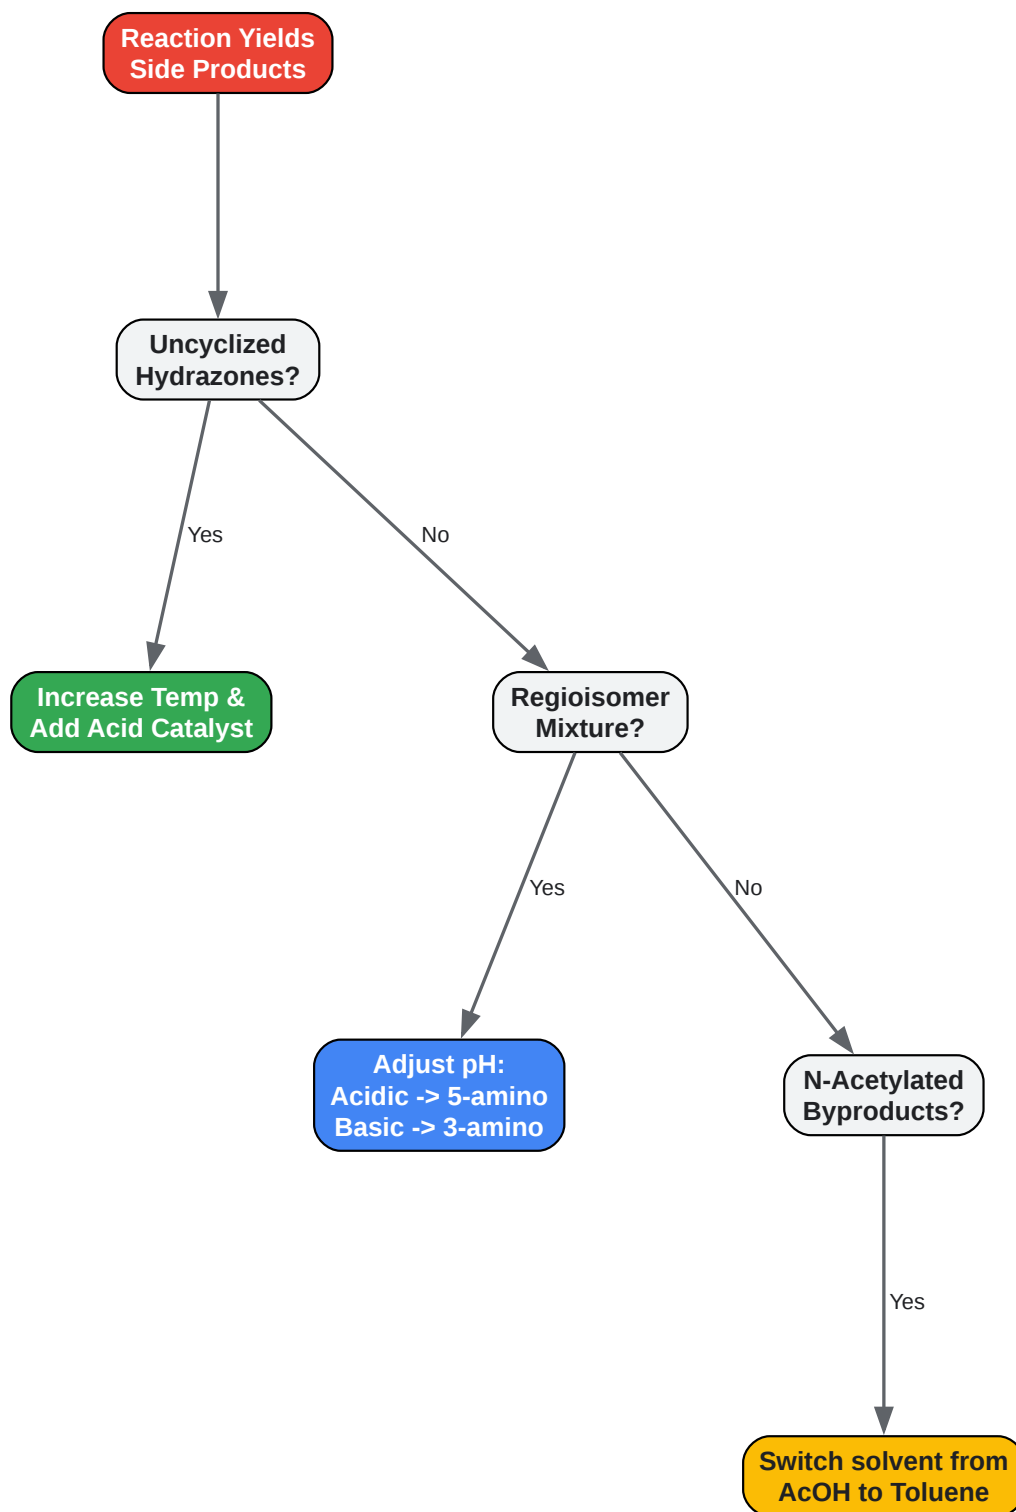 Reaction Yields
Side Products
Uncyclized
Hydrazones?
Yes
No
Increase Temp &
Add Acid Catalyst
Regioisomer
Mixture?
Yes
No
Adjust pH:
Acidic -> 5-amino
Basic -> 3-amino
N-Acetylated
Byproducts?
Yes
Switch solvent from
AcOH to Toluene